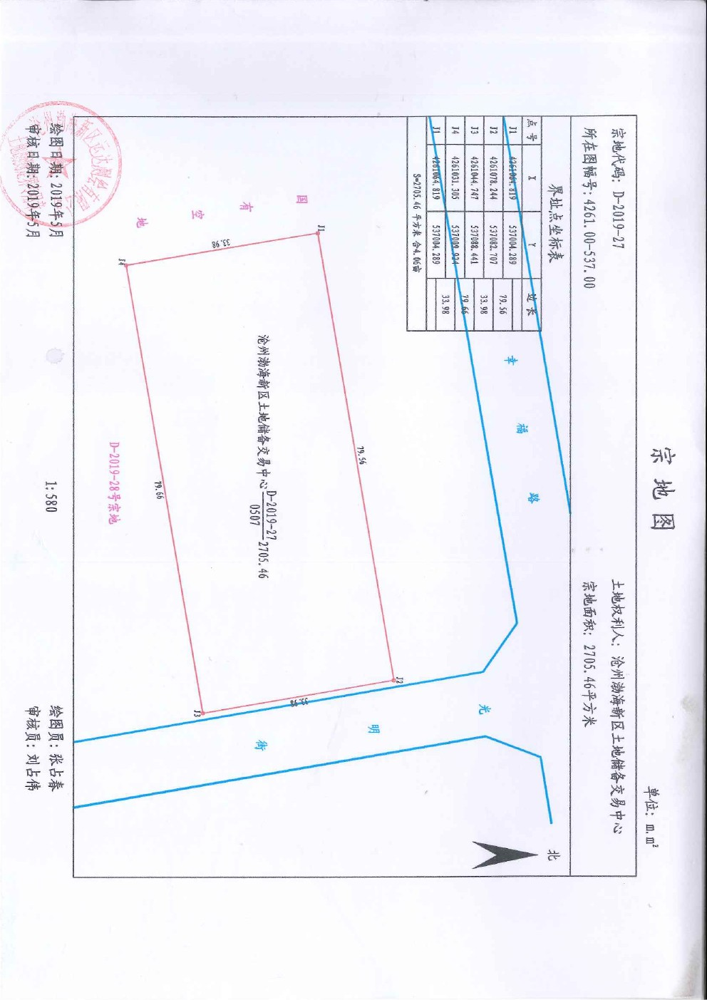 宗地图
单位：m.m²
宗地代码：D-2019-27
土地权利人：沧州渤海新区土地储备交易中心
所在图幅号：4261.00-537.00
宗地面积：2705.46平方米
北
界址点坐标表
点号 X Y 边长
J1 4261064.819 537004.289
79.56
J2 4261078.244 537082.707
33.98
J3 4261044.747 537088.441
79.66
J4 4261031.305 537009.924
33.98
J1 4261064.819 537004.289
S=2705.46 平方米 合4.06亩
幸福路
光明街
J1
79.56
J2
国有空地
33.98
沧州渤海新区土地储备交易中心 D-2019-27 2705.46
0507
33.98
J4
79.66
J3
D-2019-28号宗地
绘图日期：2019年5月
1:580
绘图员：张占春
审核日期：2019年5月
审核员：刘占伟